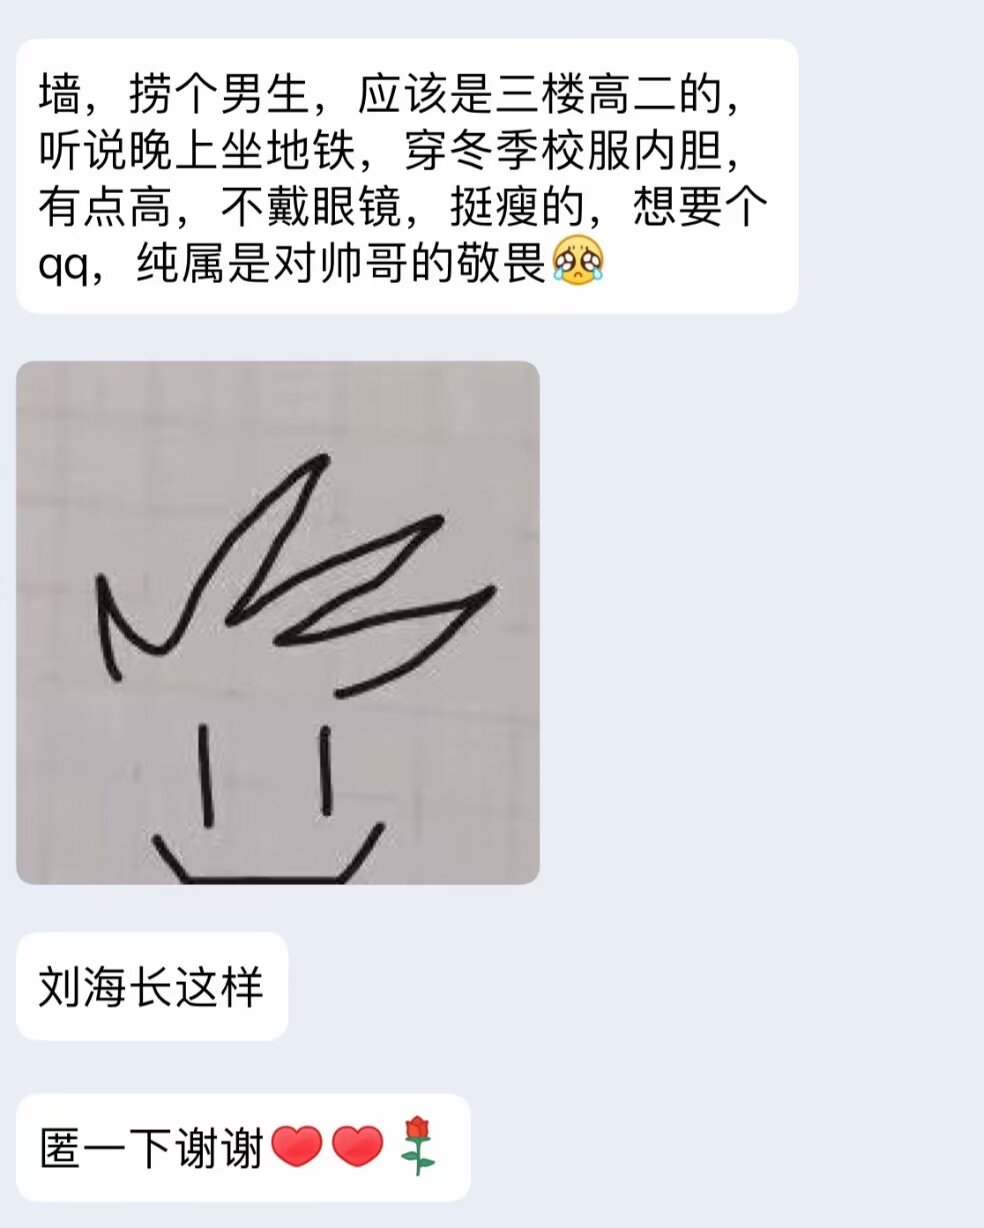 墙，捞个男生，应该是三楼高二的，
听说晚上坐地铁，穿冬季校服内胆，
有点高，不戴眼镜，挺瘦的，想要个
qq，纯属是对帅哥的敬畏🥹
刘海长这样
匿一下谢谢❤️❤️🌹